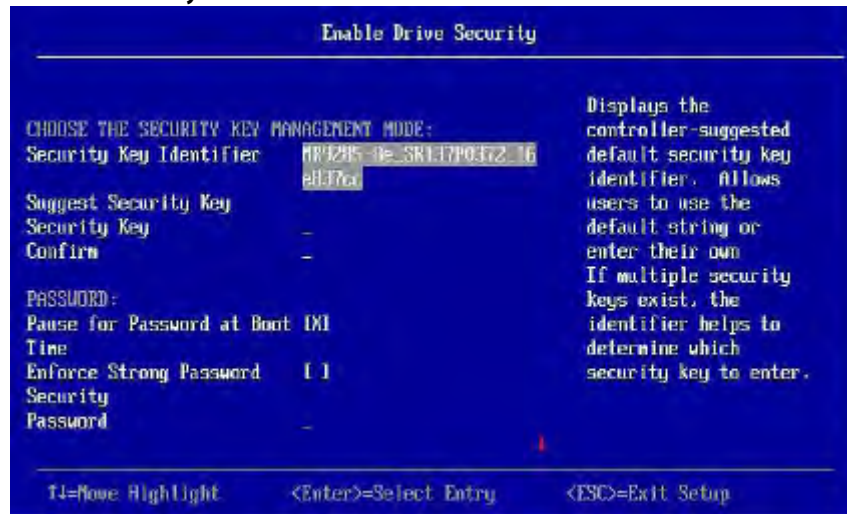 Enable Drive Security
CHOOSE THE SECURITY KEY MANAGEMENT MODE:
Security Key Identifier
Suggest Security Key
Security Key _
Confirm _
PASSWORD:
Pause for Password at Boot [X]
Time
Enforce Strong Password [ ]
Security
Password _
Displays the
controller-suggested
default security key
identifier. Allows
users to use the
default string or
enter their own
If multiple security
keys exist, the
identifier helps to
determine which
security key to enter.
↑↓=Move Highlight <Enter>=Select Entry <ESC>=Exit Setup